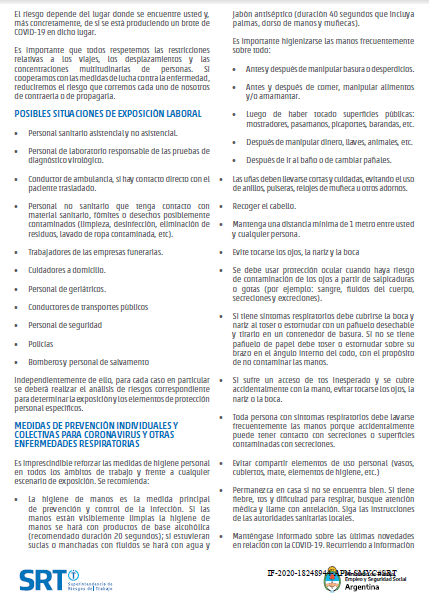 El riesgo depende del lugar donde se encuentre usted y,
más concretamente, de si se está produciendo un brote de
COVID-19 en dicho lugar.
Es importante que todos respetemos las restricciones
relativas a los viajes, los desplazamientos y las
concentraciones multitudinarias de personas. Si
cooperamos con las medidas de lucha contra la enfermedad,
reduciremos el riesgo que corremos cada uno de nosotros
de contraerla o de propagarla.
POSIBLES SITUACIONES DE EXPOSICIÓN LABORAL
• Personal sanitario asistencial y no asistencial.
• Personal de laboratorio responsable de las pruebas de
diagnóstico virológico.
• Conductor de ambulancia, si hay contacto directo con el
paciente trasladado.
• Personal no sanitario que tenga contacto con
material sanitario, fómites o desechos posiblemente
contaminados (limpieza, desinfección, eliminación de
residuos, lavado de ropa contaminada, etc).
• Trabajadores de las empresas funerarias.
• Cuidadores a domicilio.
• Personal de geriátricos.
• Conductores de transportes públicos
• Personal de seguridad
• Policías
• Bomberos y personal de salvamento
Independientemente de ello, para cada caso en particular
se deberá realizar el análisis de riesgos correspondiente
para determinar la exposición y los elementos de protección
personal específicos.
MEDIDAS DE PREVENCIÓN INDIVIDUALES Y
COLECTIVAS PARA CORONAVIRUS Y OTRAS
ENFERMEDADES RESPIRATORIAS
Es imprescindible reforzar las medidas de higiene personal
en todos los ámbitos de trabajo y frente a cualquier
escenario de exposición. Se recomienda:
• La higiene de manos es la medida principal
de prevención y control de la infección. Si las
manos están visiblemente limpias la higiene de
manos se hará con productos de base alcohólica
(recomendado duración 20 segundos); si estuvieran
sucias o manchadas con fluidos se hará con agua y
jabón antiséptico (duración 40 segundos que incluya
palmas, dorso de manos y muñecas).
Es importante higienizarse las manos frecuentemente
sobre todo:
• Antes y después de manipular basura o desperdicios.
• Antes y después de comer, manipular alimentos
y/o amamantar.
• Luego de haber tocado superficies públicas:
mostradores, pasamanos, picaportes, barandas, etc.
• Después de manipular dinero, llaves, animales, etc.
• Después de ir al baño o de cambiar pañales.
• Las uñas deben llevarse cortas y cuidadas, evitando el uso
de anillos, pulseras, relojes de muñeca u otros adornos.
• Recoger el cabello.
• Mantenga una distancia mínima de 1 metro entre usted
y cualquier persona.
• Evite tocarse los ojos, la nariz y la boca
• Se debe usar protección ocular cuando haya riesgo
de contaminación de los ojos a partir de salpicaduras
o gotas (por ejemplo: sangre, fluidos del cuerpo,
secreciones y excreciones).
• Si tiene síntomas respiratorios debe cubrirse la boca y
nariz al toser o estornudar con un pañuelo desechable
y tirarlo en un contenedor de basura. Si no se tiene
pañuelo de papel debe toser o estornudar sobre su
brazo en el ángulo interno del codo, con el propósito
de no contaminar las manos.
• Si sufre un acceso de tos inesperado y se cubre
accidentalmente con la mano, evitar tocarse los ojos, la
nariz o la boca.
• Toda persona con síntomas respiratorios debe lavarse
frecuentemente las manos porque accidentalmente
puede tener contacto con secreciones o superficies
contaminadas con secreciones.
• Evitar compartir elementos de uso personal (vasos,
cubiertos, mate, elementos de higiene, etc.)
• Permanezca en casa si no se encuentra bien. Si tiene
fiebre, tos y dificultad para respirar, busque atención
médica y llame con antelación. Siga las instrucciones
de las autoridades sanitarias locales.
• Manténgase informado sobre las últimas novedades
en relación con la COVID-19. Recurriendo a información
SRT
Superintendencia de
Riesgos del Trabajo
IF-2020-18248944-APN-SMYC#SRT
Empleo y Seguridad Social
Argentina